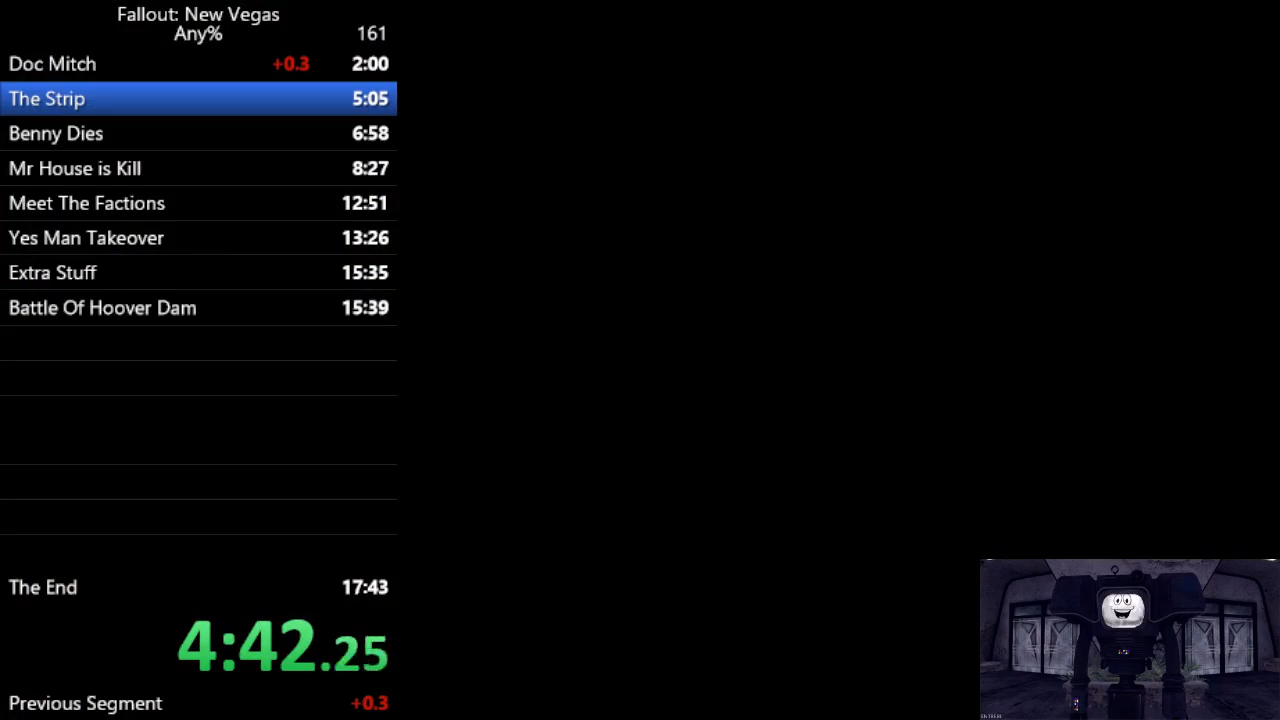 Fallout: New Vegas
Any% 161
Doc Mitch +0.3 2:00
The Strip 5:05
Benny Dies 6:58
Mr House is Kill 8:27
Meet The Factions 12:51
Yes Man Takeover 13:26
Extra Stuff 15:35
Battle Of Hoover Dam 15:39
The End 17:43
4:42.25
Previous Segment +0.3